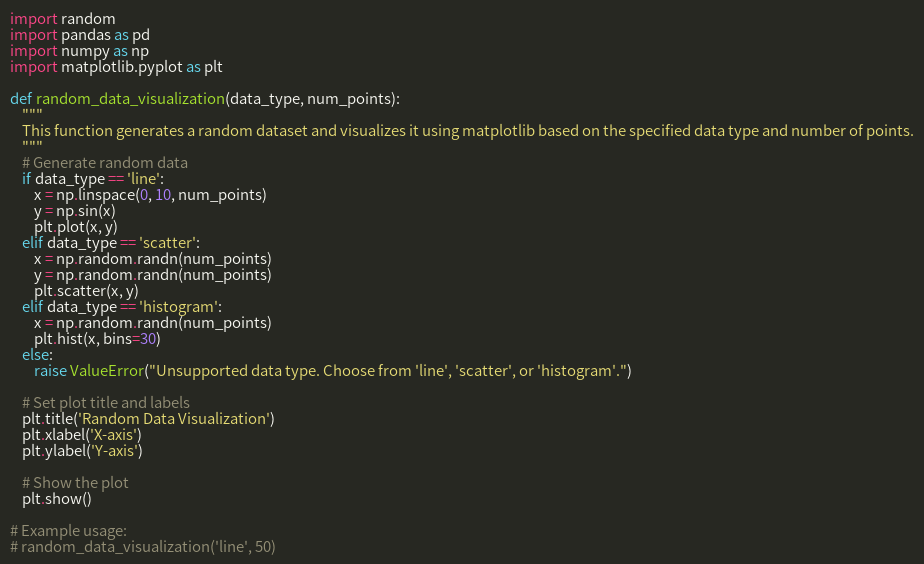 import random
import pandas as pd
import numpy as np
import matplotlib.pyplot as plt

def random_data_visualization(data_type, num_points):
    """
    This function generates a random dataset and visualizes it using matplotlib based on the specified data type and number of points.
    """
    # Generate random data
    if data_type == 'line':
        x = np.linspace(0, 10, num_points)
        y = np.sin(x)
        plt.plot(x, y)
    elif data_type == 'scatter':
        x = np.random.randn(num_points)
        y = np.random.randn(num_points)
        plt.scatter(x, y)
    elif data_type == 'histogram':
        x = np.random.randn(num_points)
        plt.hist(x, bins=30)
    else:
        raise ValueError("Unsupported data type. Choose from 'line', 'scatter', or 'histogram'.")

    # Set plot title and labels
    plt.title('Random Data Visualization')
    plt.xlabel('X-axis')
    plt.ylabel('Y-axis')

    # Show the plot
    plt.show()

# Example usage:
# random_data_visualization('line', 50)